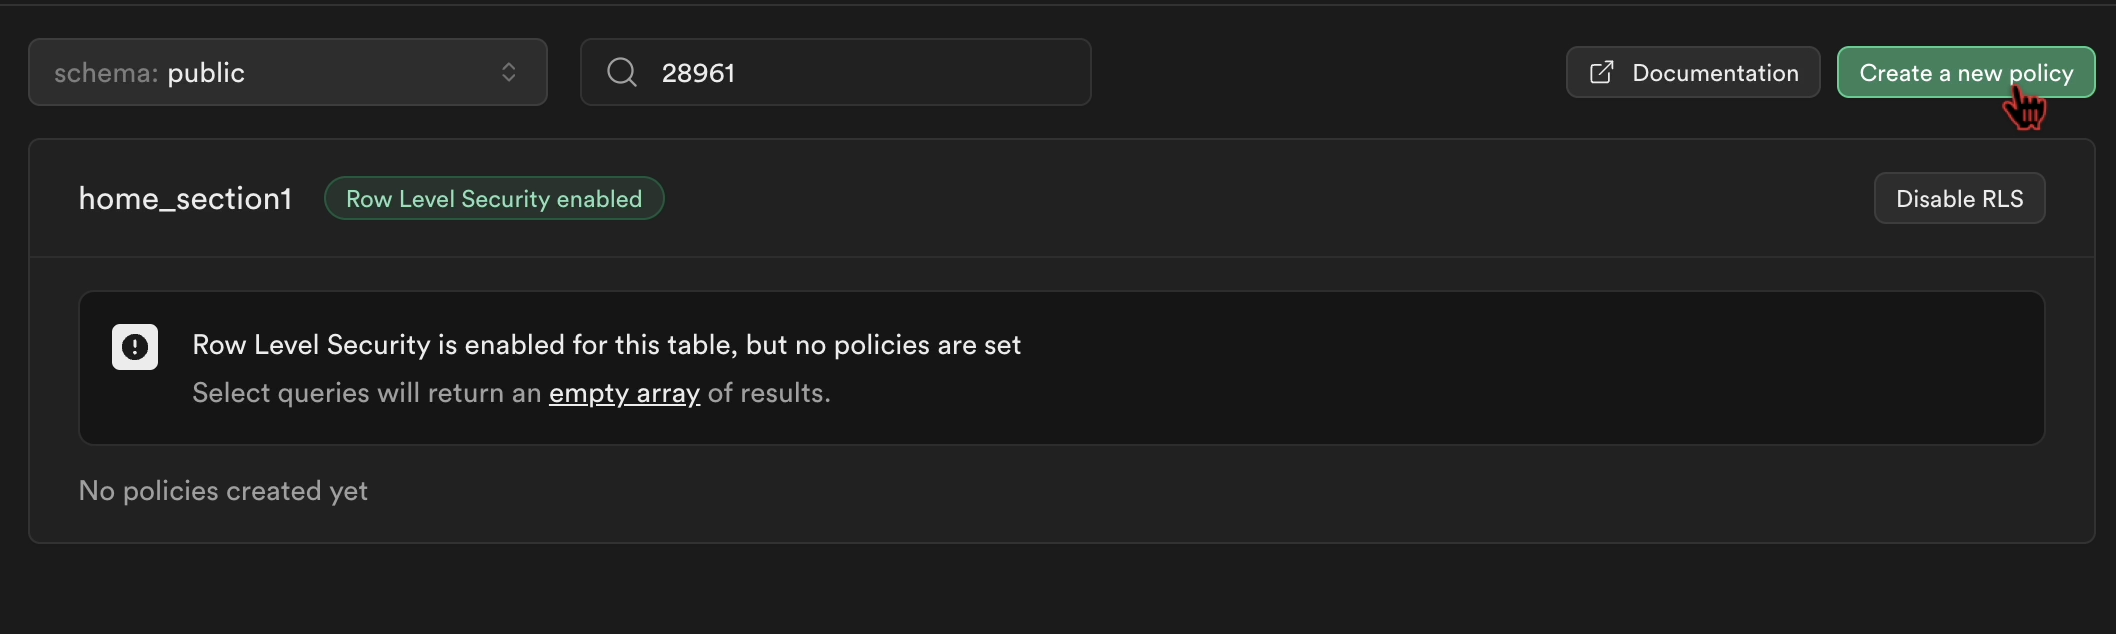 schema: public
28961
Documentation
Create a new policy
home_section1
Row Level Security enabled
Disable RLS
Row Level Security is enabled for this table, but no policies are set
Select queries will return an empty array of results.
No policies created yet